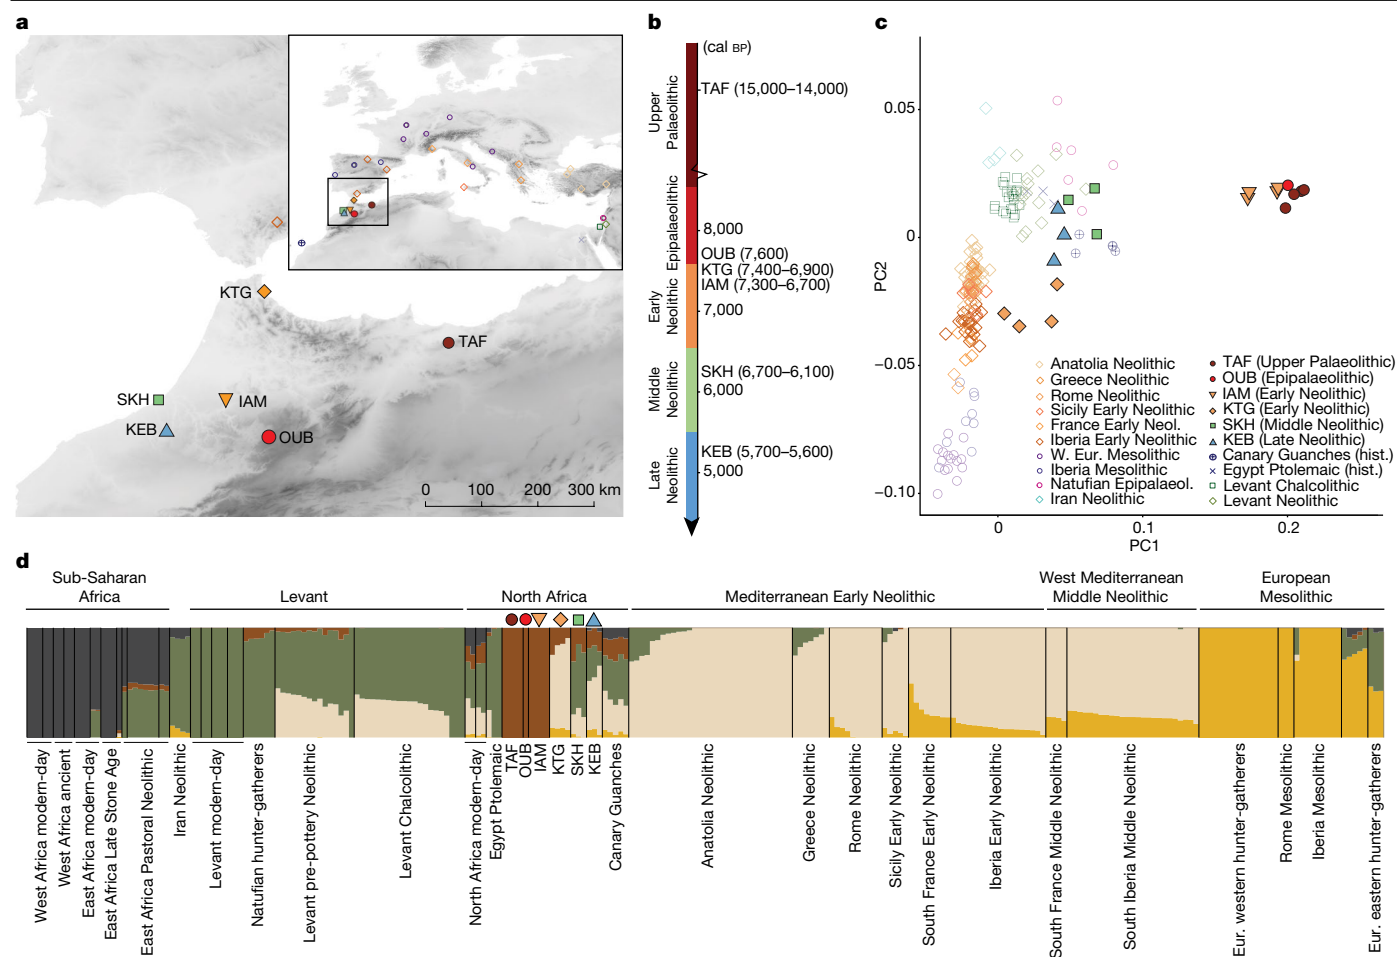 a
KTG
TAF
SKH
IAM
KEB
OUB
0 100 200 300 km
b
(cal BP)
Upper Palaeolithic
TAF (15,000–14,000)
Epipalaeolithic
8,000
OUB (7,600)
KTG (7,400–6,900)
IAM (7,300–6,700)
Early Neolithic
7,000
Middle Neolithic
SKH (6,700–6,100)
6,000
Late Neolithic
KEB (5,700–5,600)
5,000
c
0.05
0
−0.05
−0.10
PC2
0 0.1 0.2
PC1
Anatolia Neolithic
Greece Neolithic
Rome Neolithic
Sicily Early Neolithic
France Early Neol.
Iberia Early Neolithic
W. Eur. Mesolithic
Iberia Mesolithic
Natufian Epipalaeol.
Iran Neolithic
TAF (Upper Palaeolithic)
OUB (Epipalaeolithic)
IAM (Early Neolithic)
KTG (Early Neolithic)
SKH (Middle Neolithic)
KEB (Late Neolithic)
Canary Guanches (hist.)
Egypt Ptolemaic (hist.)
Levant Chalcolithic
Levant Neolithic
d
Sub-Saharan
Africa
Levant
North Africa
Mediterranean Early Neolithic
West Mediterranean
Middle Neolithic
European
Mesolithic
West Africa modern-day
West Africa ancient
East Africa modern-day
East Africa Late Stone Age
East Africa Pastoral Neolithic
Iran Neolithic
Levant modern-day
Natufian hunter-gatherers
Levant pre-pottery Neolithic
Levant Chalcolithic
North Africa modern-day
Egypt Ptolemaic
TAF
OUB
IAM
KTG
SKH
KEB
Canary Guanches
Anatolia Neolithic
Greece Neolithic
Rome Neolithic
Sicily Early Neolithic
South France Early Neolithic
Iberia Early Neolithic
South France Middle Neolithic
South Iberia Middle Neolithic
Eur. western hunter-gatherers
Rome Mesolithic
Iberia Mesolithic
Eur. eastern hunter-gatherers